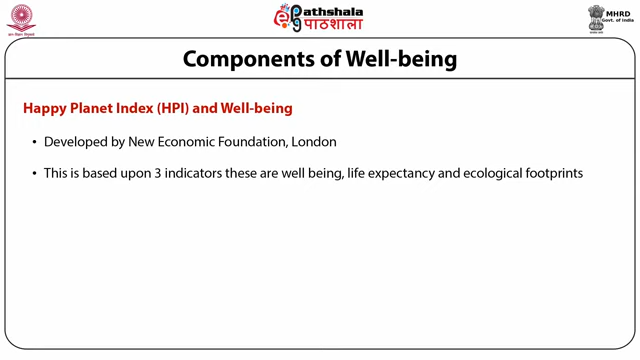 ePathshala
पाठशाला
MHRD
Govt. of India
Components of Well-being
Happy Planet Index (HPI) and Well-being
• Developed by New Economic Foundation, London
• This is based upon 3 indicators these are well being, life expectancy and ecological footprints